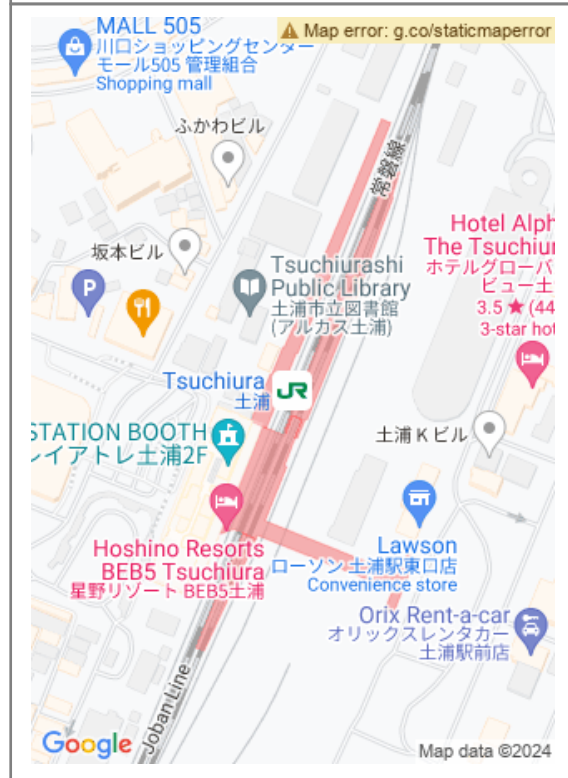 MALL 505
川口ショッピングセンター
モール505 管理組合
Shopping mall
Map error: g.co/staticmaperror
ふかわビル
常磐線
坂本ビル
P
Tsuchiurashi
Public Library
土浦市立図書館
(アルカス土浦)
Hotel Alph
The Tsuchiur
ホテルグローバ
ビュー土
3.5 ★ (44
3-star hot
Tsuchiura
土浦
JR
STATION BOOTH
レイアトレ土浦2F
土浦Kビル
Hoshino Resorts
BEB5 Tsuchiura
星野リゾート BEB5土浦
Lawson
ローソン 土浦駅東口店
Convenience store
Orix Rent-a-car
オリックスレンタカー
土浦駅前店
Joban Line
Google
Map data ©2024